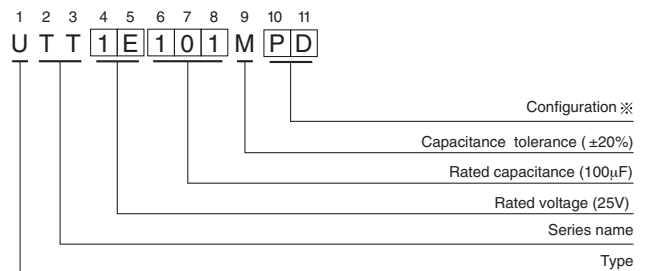 1 2 3 4 5 6 7 8 9 10 11
U T T 1 E 1 0 1 M P D
Configuration ※
Capacitance tolerance ( ±20%)
Rated capacitance (100µF)
Rated voltage (25V)
Series name
Type